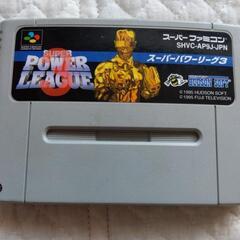 スーパーファミコン
SHVC-AP9J-JPN
SUPER
POWER
LEAGUE
3
スーパーパワーリーグ3
HUDSON SOFT
© 1995 HUDSON SOFT
© 1995 FUJI TELEVISION